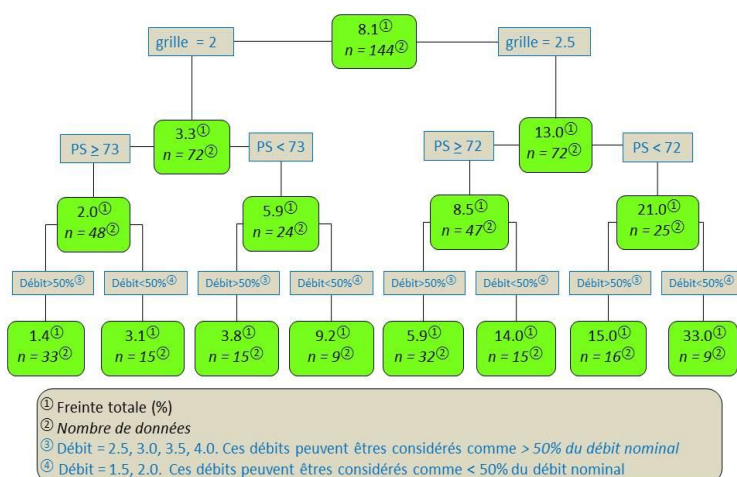 8.1①
n = 144②
grille = 2
grille = 2.5
3.3①
n = 72②
13.0①
n = 72②
PS ≥ 73
PS < 73
PS ≥ 72
PS < 72
2.0①
n = 48②
5.9①
n = 24②
8.5①
n = 47②
21.0①
n = 25②
Débit>50%③
Débit<50%④
Débit>50%③
Débit<50%④
Débit>50%③
Débit<50%④
Débit>50%③
Débit<50%④
1.4①
n = 33②
3.1①
n = 15②
3.8①
n = 15②
9.2①
n = 9②
5.9①
n = 32②
14.0①
n = 15②
15.0①
n = 16②
33.0①
n = 9②
① Freinte totale (%)
② Nombre de données
③ Débit = 2.5, 3.0, 3.5, 4.0. Ces débits peuvent êtres considérés comme > 50% du débit nominal
④ Débit = 1.5, 2.0. Ces débits peuvent êtres considérés comme < 50% du débit nominal